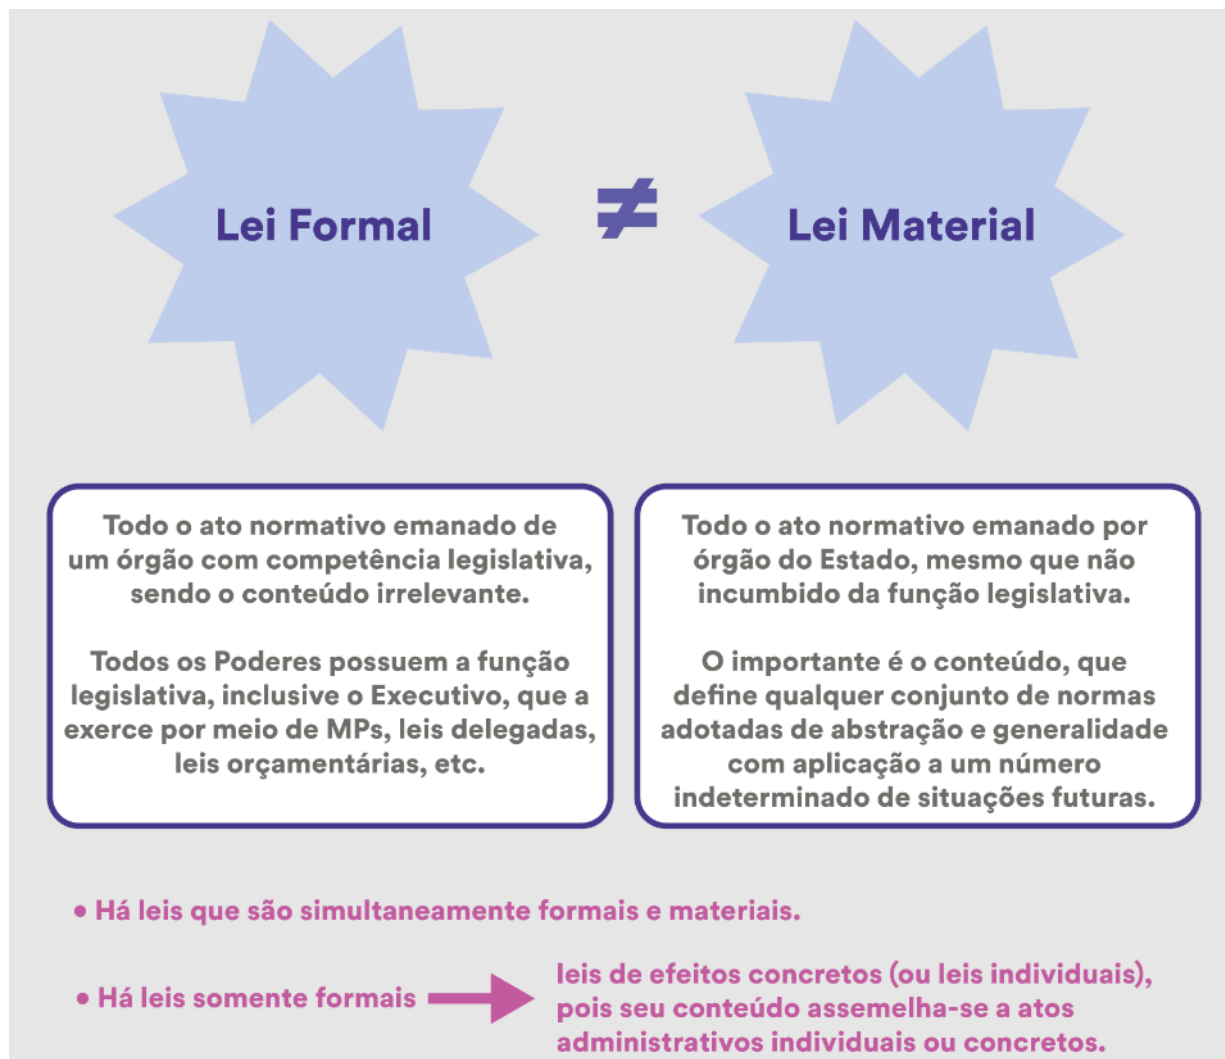 Lei Formal
≠
Lei Material
Todo o ato normativo emanado de
um órgão com competência legislativa,
sendo o conteúdo irrelevante.
Todos os Poderes possuem a função
legislativa, inclusive o Executivo, que a
exerce por meio de MPs, leis delegadas,
leis orçamentárias, etc.
Todo o ato normativo emanado por
órgão do Estado, mesmo que não
incumbido da função legislativa.
O importante é o conteúdo, que
define qualquer conjunto de normas
adotadas de abstração e generalidade
com aplicação a um número
indeterminado de situações futuras.
• Há leis que são simultaneamente formais e materiais.
• Há leis somente formais
leis de efeitos concretos (ou leis individuais),
pois seu conteúdo assemelha-se a atos
administrativos individuais ou concretos.